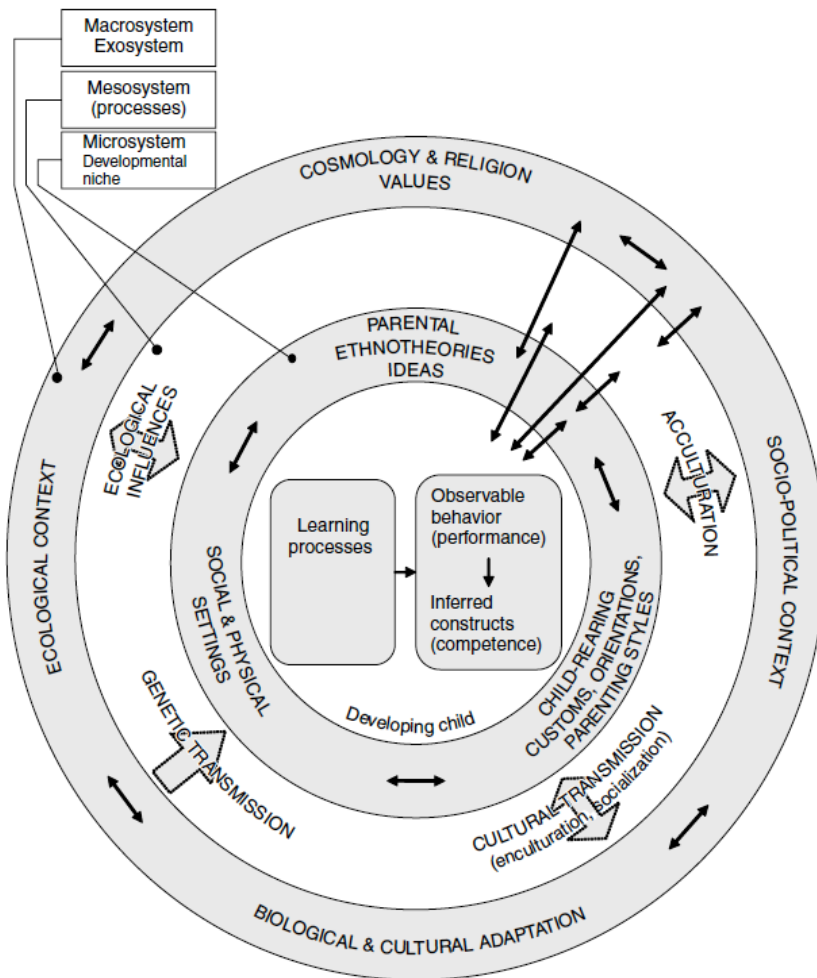 Macrosystem
Exosystem
Mesosystem
(processes)
Microsystem
Developmental
niche
COSMOLOGY & RELIGION
VALUES
PARENTAL
ETHNOTHEORIES
IDEAS
ECOLOGICAL
INFLUENCES
ACCULTURATION
ECOLOGICAL CONTEXT
SOCIO-POLITICAL CONTEXT
Learning
processes
Observable
behavior
(performance)
Inferred
constructs
(competence)
SOCIAL & PHYSICAL
SETTINGS
CHILD-REARING
CUSTOMS, ORIENTATIONS,
PARENTING STYLES
Developing child
GENETIC TRANSMISSION
CULTURAL TRANSMISSION
(enculturation, socialization)
BIOLOGICAL & CULTURAL ADAPTATION